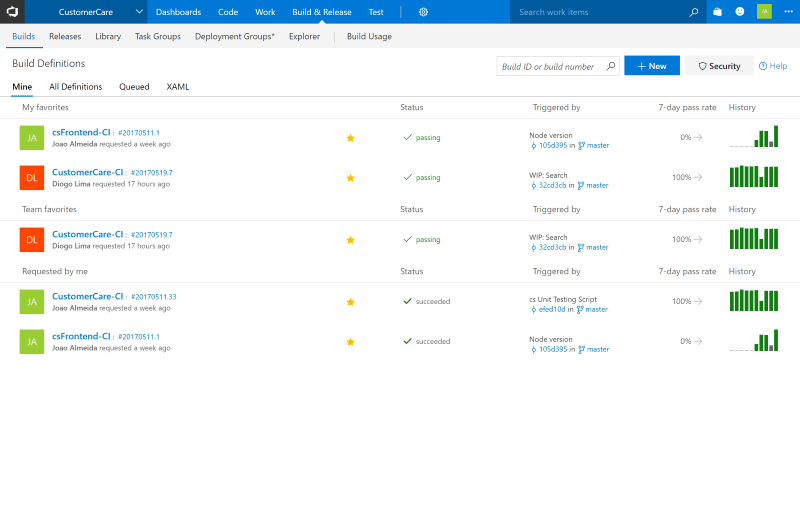 CustomerCare Dashboards Code Work Build & Release Test Search work items JA
Builds Releases Library Task Groups Deployment Groups* Explorer Build Usage
Build Definitions
Build ID or build number + New Security Help
Mine All Definitions Queued XAML
My favorites Status Triggered by 7-day pass rate History
JA csFrontend-CI : #20170511.1 passing Node version 0%
Joao Almeida requested a week ago 105d395 in master
DL CustomerCare-CI : #20170519.7 passing WIP: Search 100%
Diogo Lima requested 17 hours ago 32cd3cb in master
Team favorites Status Triggered by 7-day pass rate History
DL CustomerCare-CI : #20170519.7 passing WIP: Search 100%
Diogo Lima requested 17 hours ago 32cd3cb in master
Requested by me Status Triggered by 7-day pass rate History
JA CustomerCare-CI : #20170511.33 succeeded cs Unit Testing Script 100%
Joao Almeida requested a week ago efed10d in master
JA csFrontend-CI : #20170511.1 succeeded Node version 0%
Joao Almeida requested a week ago 105d395 in master